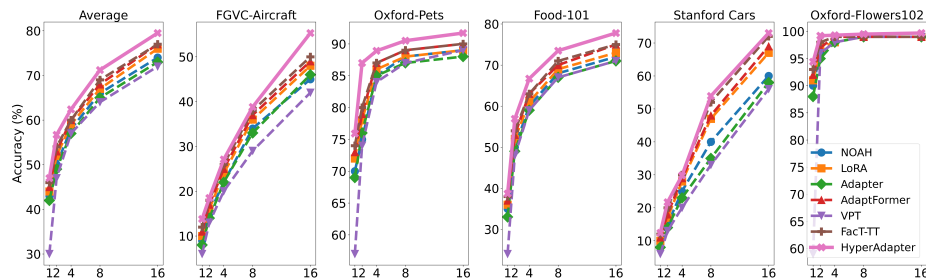 Average
FGVC-Aircraft
Oxford-Pets
Food-101
Stanford Cars
Oxford-Flowers102
Accuracy (%)
80
70
60
50
40
30
12 4 8 16
50
40
30
20
10
12 4 8 16
90
85
80
75
70
65
60
12 4 8 16
80
70
60
50
40
30
12 4 8 16
70
60
50
40
30
20
10
12 4 8 16
100
95
90
85
80
75
70
65
60
12 4 8 16
NOAH
LoRA
Adapter
AdaptFormer
VPT
FacT-TT
HyperAdapter